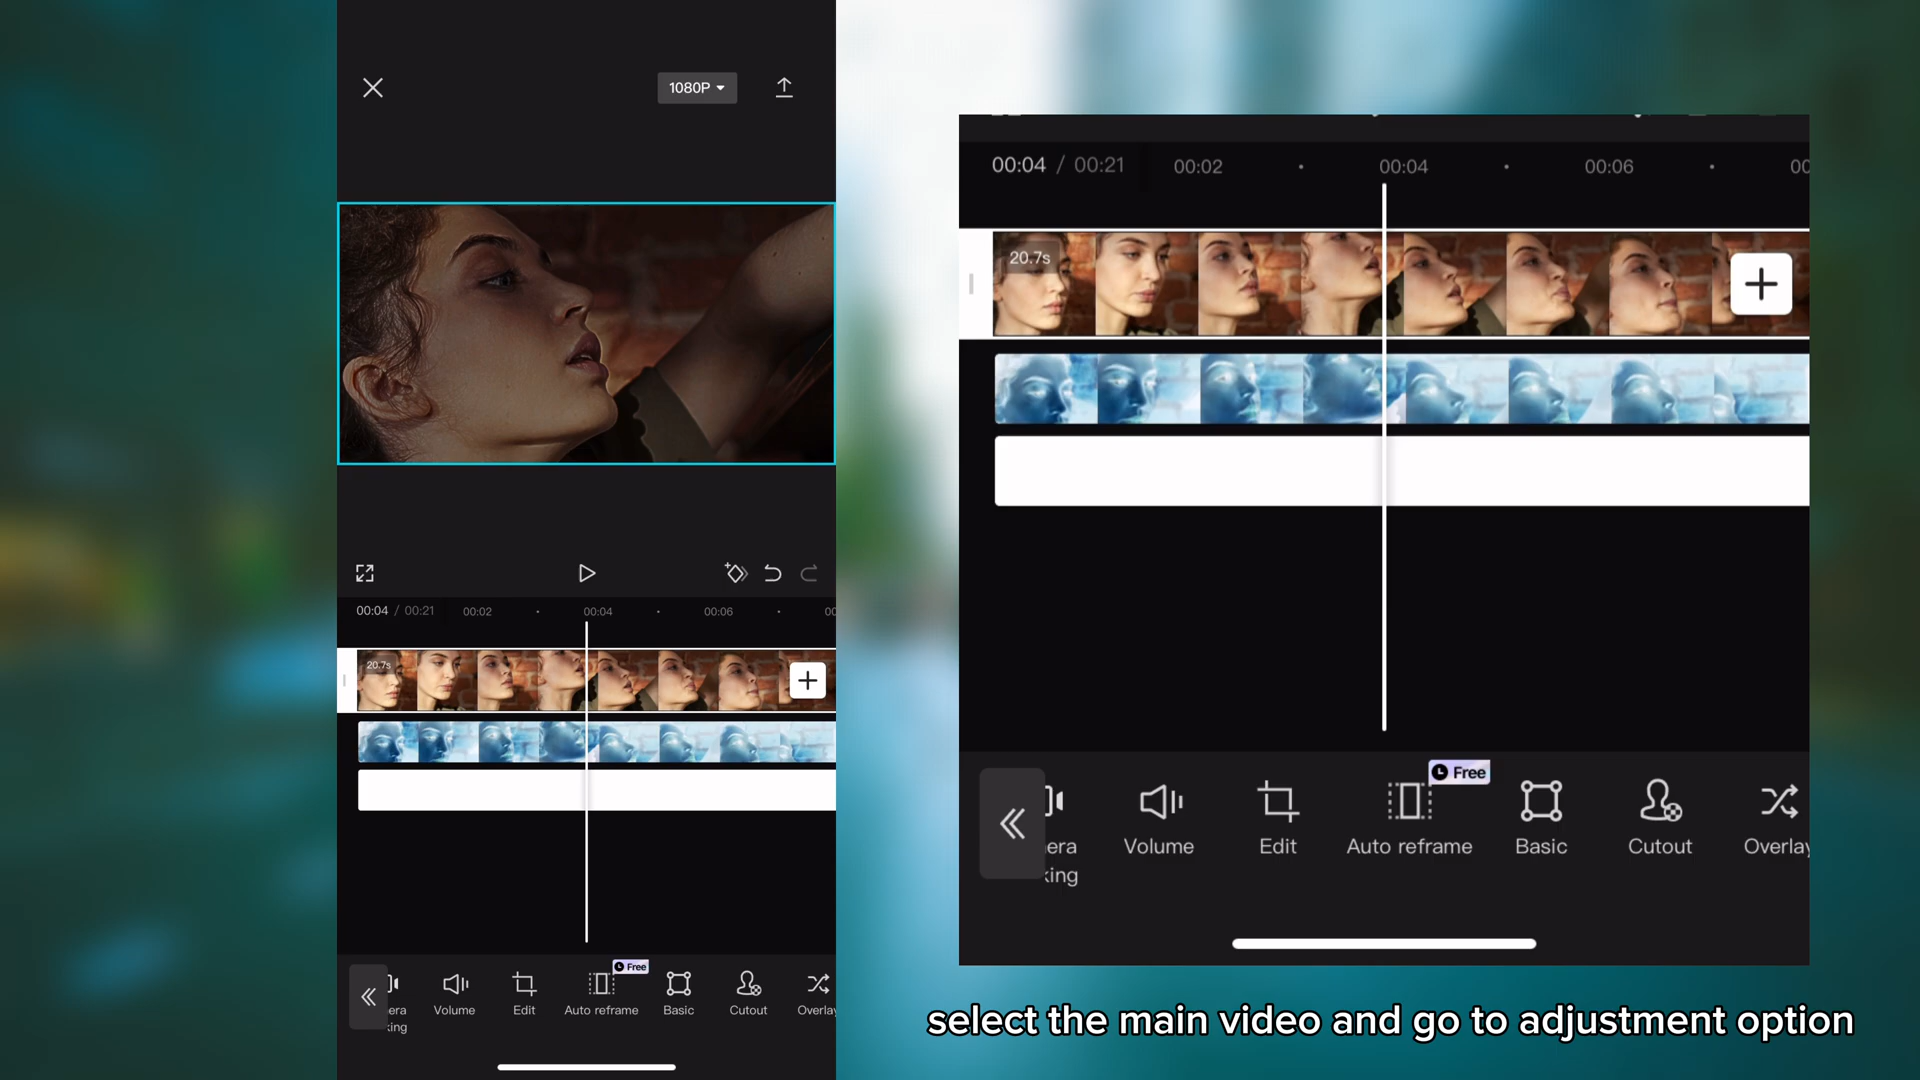 1080P
00:04 / 00:21 00:02 00:04 00:06 00
20.7s
Free
era
king
Volume
Edit
Auto reframe
Basic
Cutout
Overlay
00:04 / 00:21 00:02 00:04 00:06 00
20.7s
Free
era
king
Volume
Edit
Auto reframe
Basic
Cutout
Overlay
select the main video and go to adjustment option